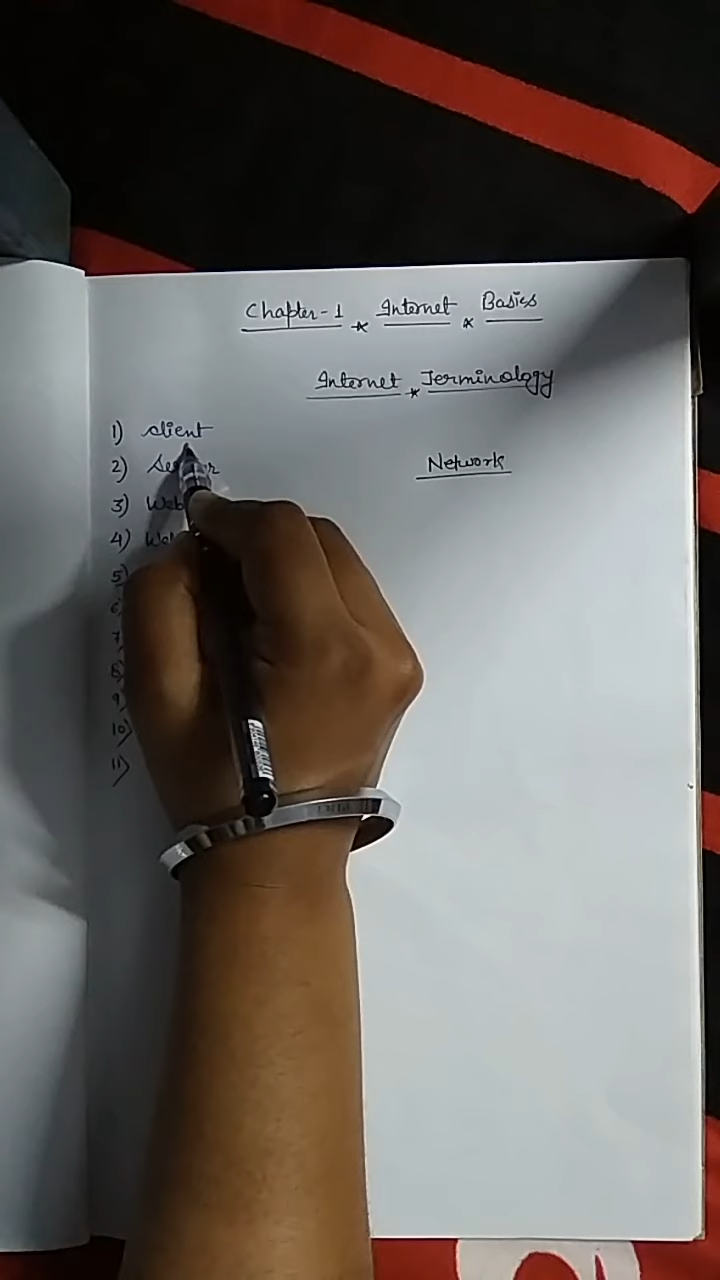 Chapter-1 * Internet * Basics
Internet * Terminology
1) Client
2)
Network
3) Web
4)
5)
6)
7
8)
9
10)
11)